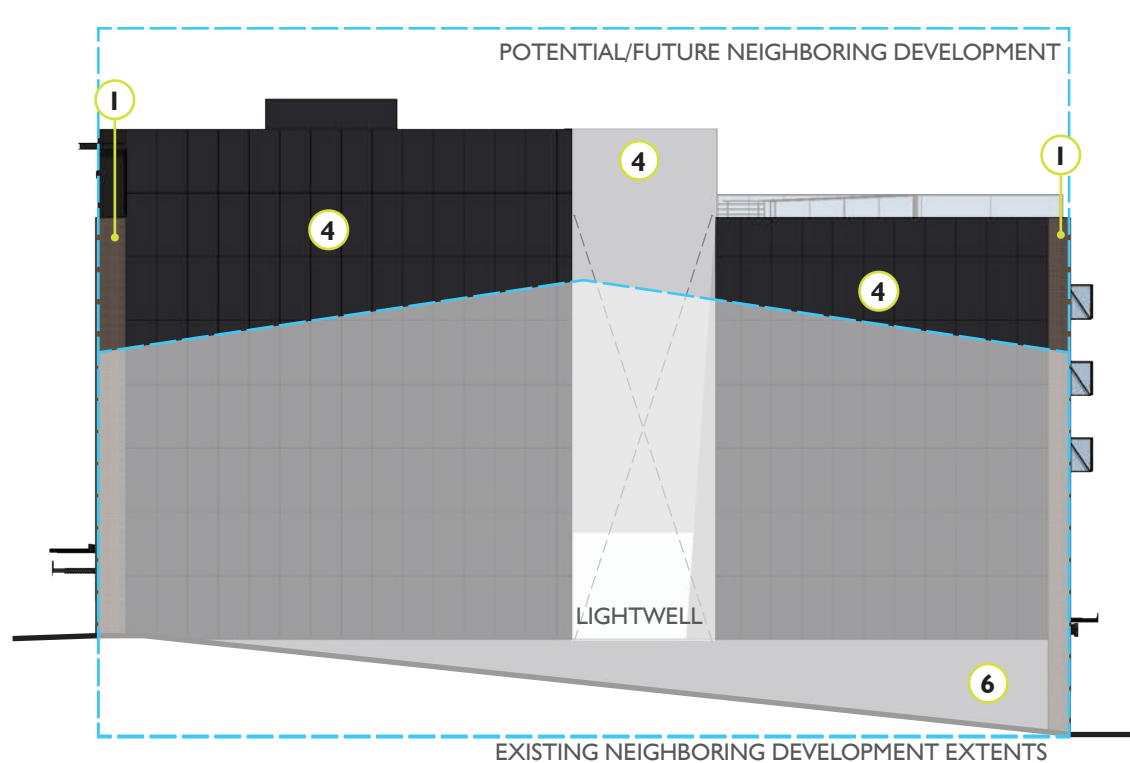 POTENTIAL/FUTURE NEIGHBORING DEVELOPMENT
1
4
1
4
4
LIGHTWELL
6
EXISTING NEIGHBORING DEVELOPMENT EXTENTS